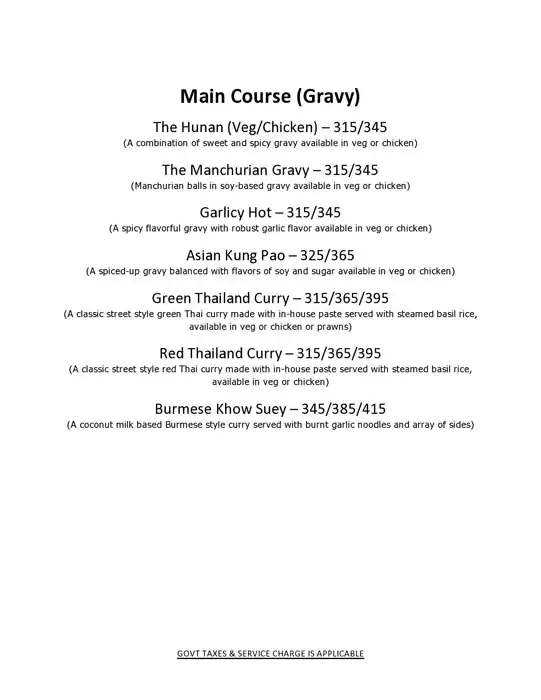 Main Course (Gravy)
The Hunan (Veg/Chicken) – 315/345
(A combination of sweet and spicy gravy available in veg or chicken)
The Manchurian Gravy – 315/345
(Manchurian balls in soy-based gravy available in veg or chicken)
Garlicy Hot – 315/345
(A spicy flavorful gravy with robust garlic flavor available in veg or chicken)
Asian Kung Pao – 325/365
(A spiced-up gravy balanced with flavors of soy and sugar available in veg or chicken)
Green Thailand Curry – 315/365/395
(A classic street style green Thai curry made with in-house paste served with steamed basil rice,
available in veg or chicken or prawns)
Red Thailand Curry – 315/365/395
(A classic street style red Thai curry made with in-house paste served with steamed basil rice,
available in veg or chicken)
Burmese Khow Suey – 345/385/415
(A coconut milk based Burmese style curry served with burnt garlic noodles and array of sides)
GOVT TAXES & SERVICE CHARGE IS APPLICABLE